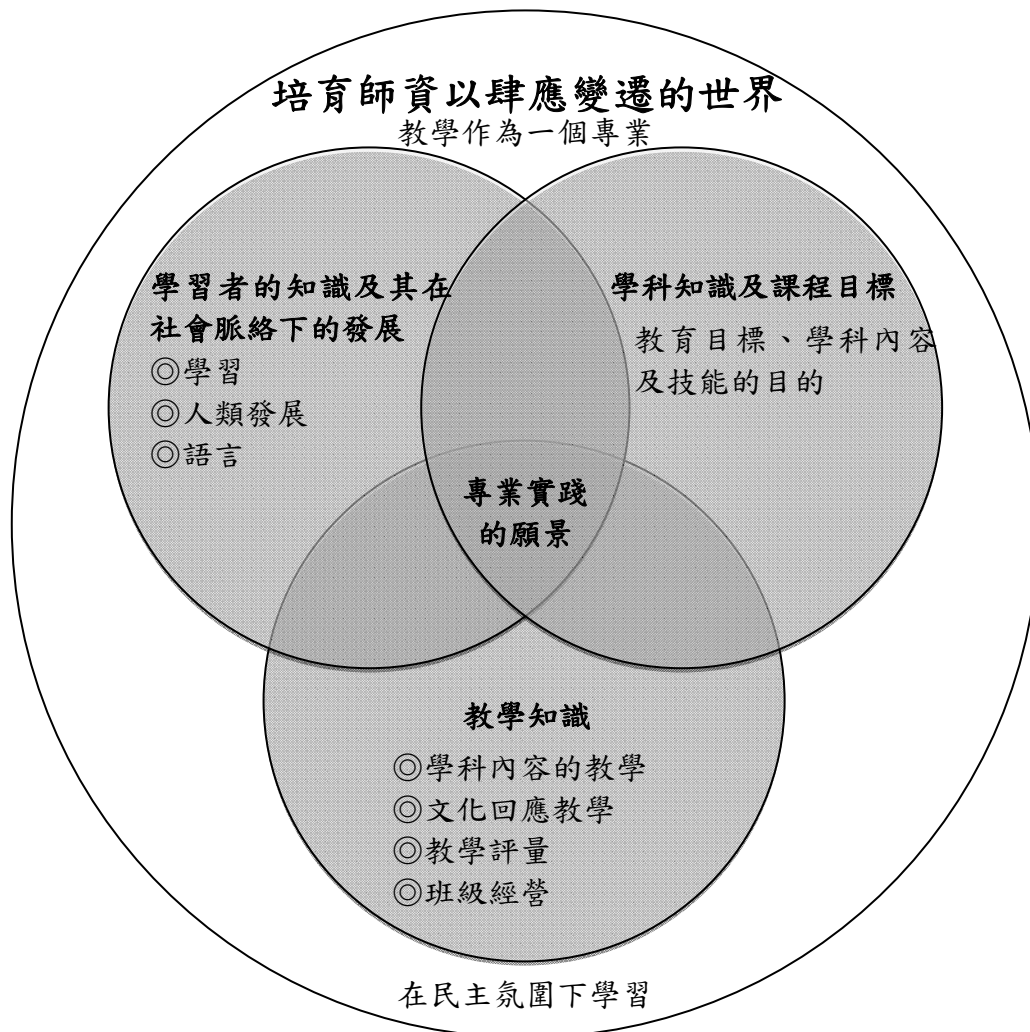 培育師資以肆應變遷的世界
教學作為一個專業
學習者的知識及其在
社會脈絡下的發展
◎學習
◎人類發展
◎語言
學科知識及課程目標
教育目標、學科內容
及技能的目的
專業實踐
的願景
教學知識
◎學科內容的教學
◎文化回應教學
◎教學評量
◎班級經營
在民主氛圍下學習